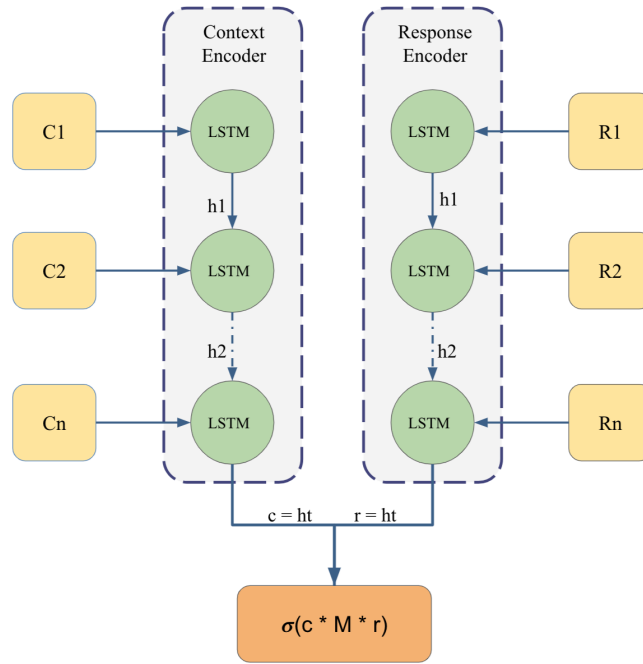 Context
Encoder
Response
Encoder
C1
LSTM
LSTM
R1
h1
h1
C2
LSTM
LSTM
R2
h2
h2
Cn
LSTM
LSTM
Rn
c = ht
r = ht
σ(c * M * r)